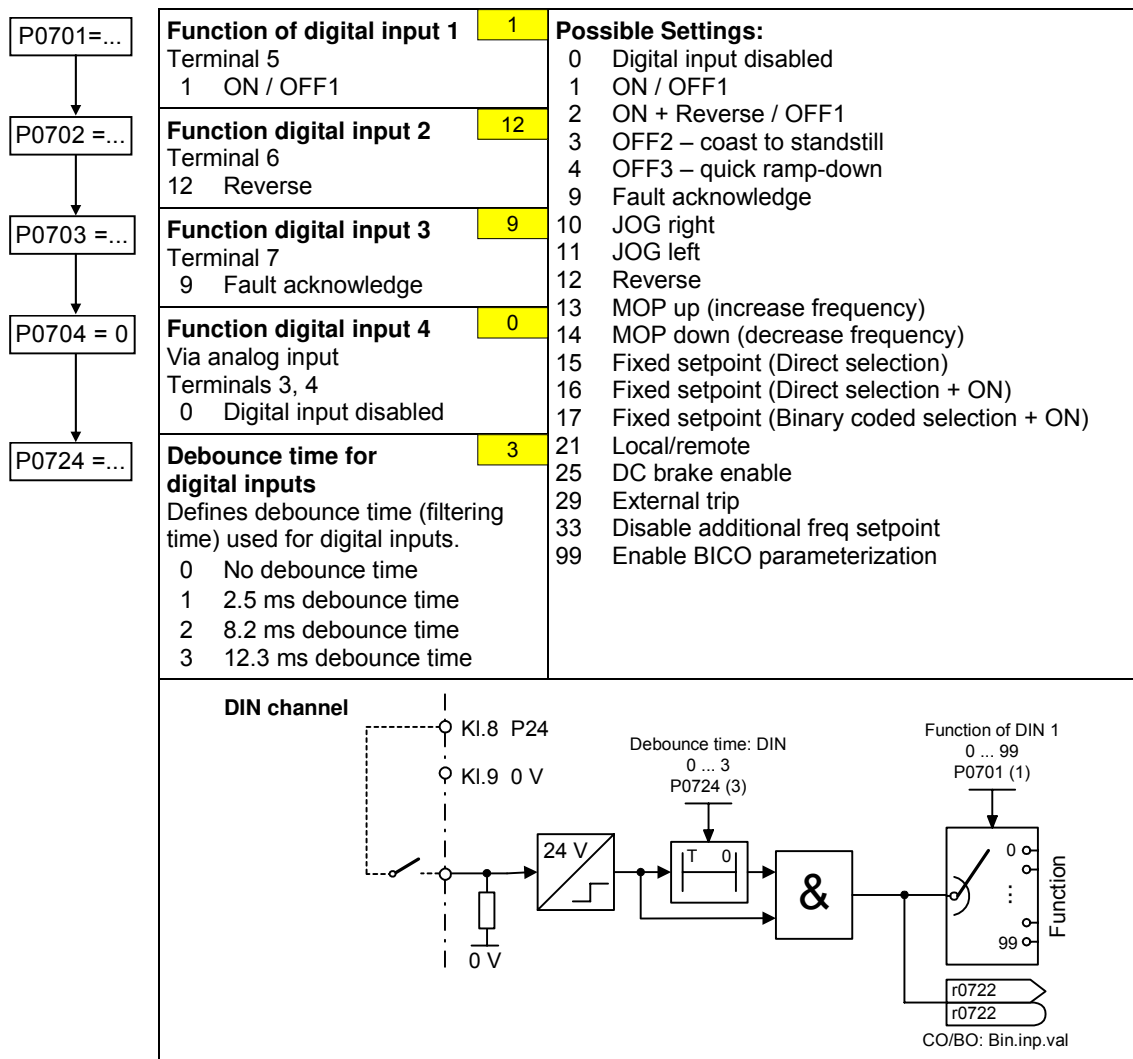 P0701=...
P0702 =...
P0703 =...
P0704 = 0
P0724 =...
Function of digital input 1 1
Terminal 5
1 ON / OFF1
Function digital input 2 12
Terminal 6
12 Reverse
Function digital input 3 9
Terminal 7
9 Fault acknowledge
Function digital input 4 0
Via analog input
Terminals 3, 4
0 Digital input disabled
Debounce time for 3
digital inputs
Defines debounce time (filtering
time) used for digital inputs.
0 No debounce time
1 2.5 ms debounce time
2 8.2 ms debounce time
3 12.3 ms debounce time
Possible Settings:
0 Digital input disabled
1 ON / OFF1
2 ON + Reverse / OFF1
3 OFF2 – coast to standstill
4 OFF3 – quick ramp-down
9 Fault acknowledge
10 JOG right
11 JOG left
12 Reverse
13 MOP up (increase frequency)
14 MOP down (decrease frequency)
15 Fixed setpoint (Direct selection)
16 Fixed setpoint (Direct selection + ON)
17 Fixed setpoint (Binary coded selection + ON)
21 Local/remote
25 DC brake enable
29 External trip
33 Disable additional freq setpoint
99 Enable BICO parameterization
DIN channel
Kl.8 P24
Kl.9 0 V
0 V
24 V
Debounce time: DIN
0 ... 3
P0724 (3)
T 0
&
Function of DIN 1
0 ... 99
P0701 (1)
0
...
99
Function
r0722
r0722
CO/BO: Bin.inp.val